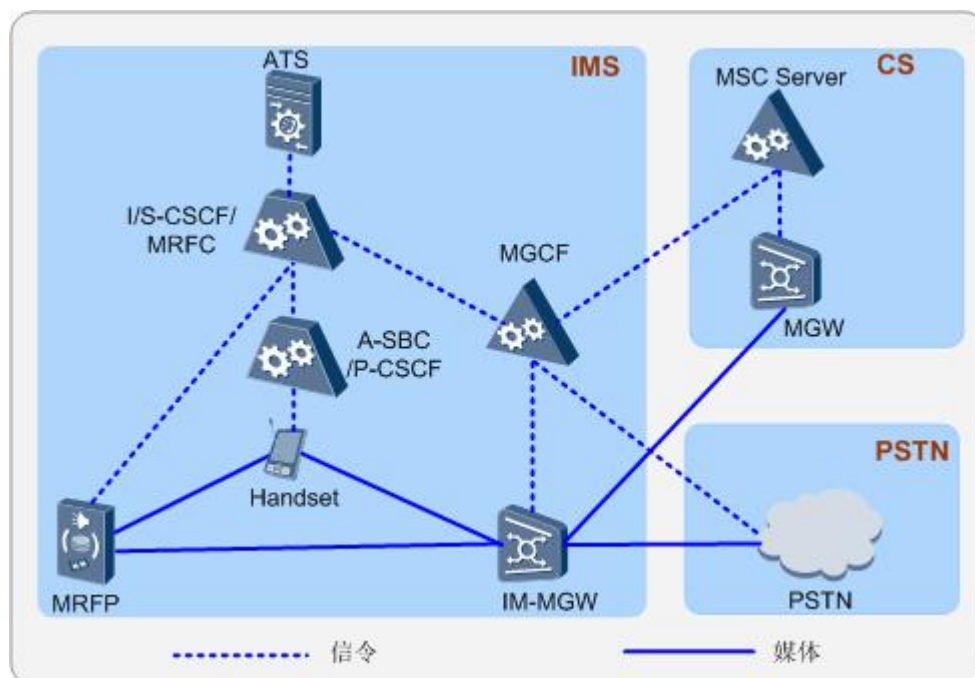 ATS
IMS
CS
MSC Server
I/S-CSCF/
MRFC
MGCF
MGW
A-SBC
/P-CSCF
PSTN
Handset
MRFP
IM-MGW
PSTN
信令
媒体